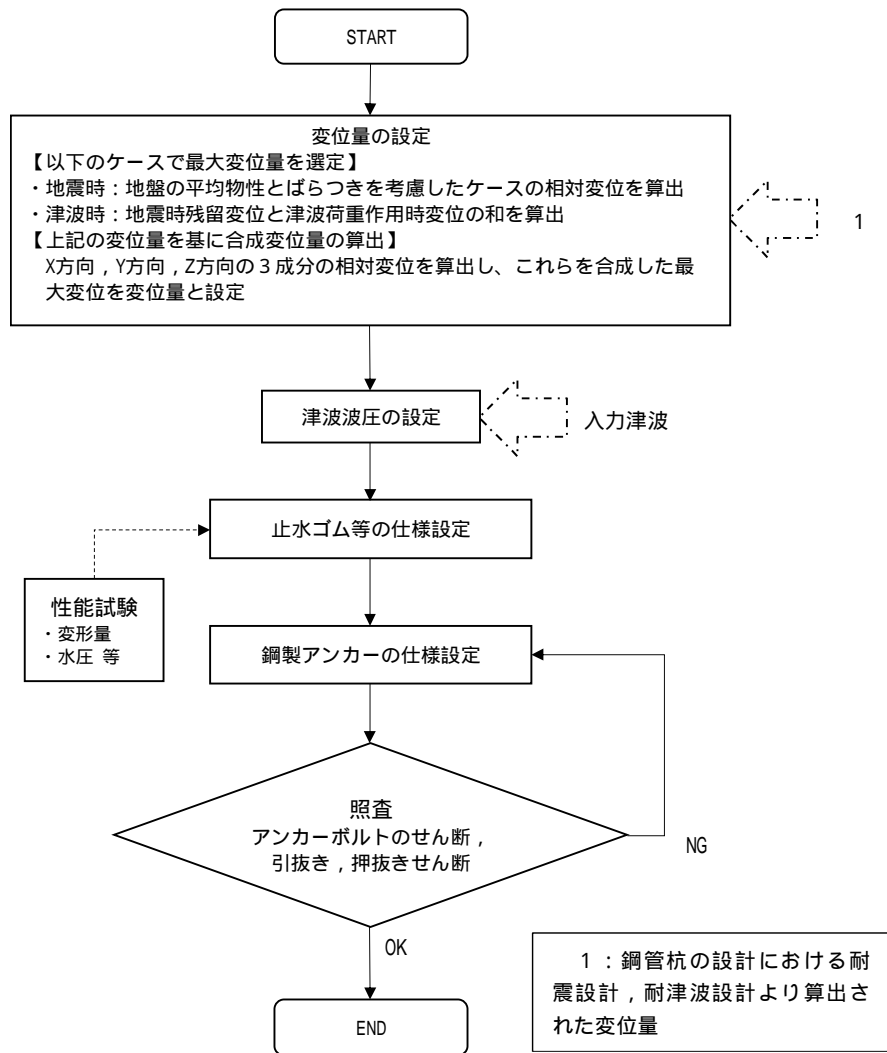 START
変位量の設定
【以下のケースで最大変位量を選定】
・地震時：地盤の平均物性とばらつきを考慮したケースの相対変位を算出
・津波時：地震時残留変位と津波荷重作用時変位の和を算出
【上記の変位量を基に合成変位量の算出】
X方向，Y方向，Z方向の３成分の相対変位を算出し、これらを合成した最
大変位を変位量と設定
1
津波波圧の設定
入力津波
止水ゴム等の仕様設定
性能試験
・変形量
・水圧 等
鋼製アンカーの仕様設定
照査
アンカーボルトのせん断，
引抜き，押抜きせん断
NG
OK
END
1：鋼管杭の設計における耐
震設計，耐津波設計より算出さ
れた変位量